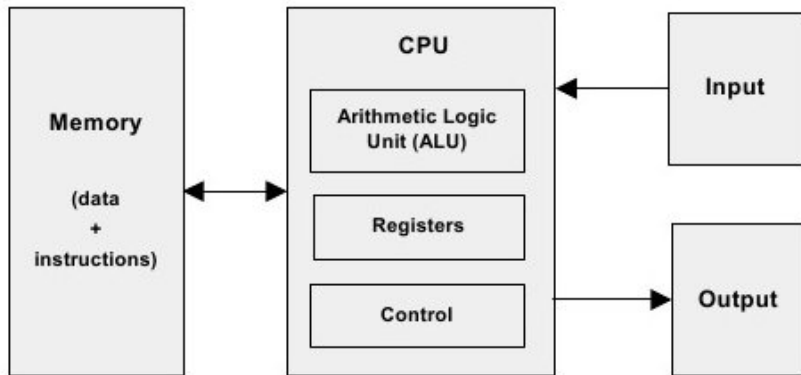 Memory
(data
+
instructions)
CPU
Arithmetic Logic
Unit (ALU)
Registers
Control
Input
Output